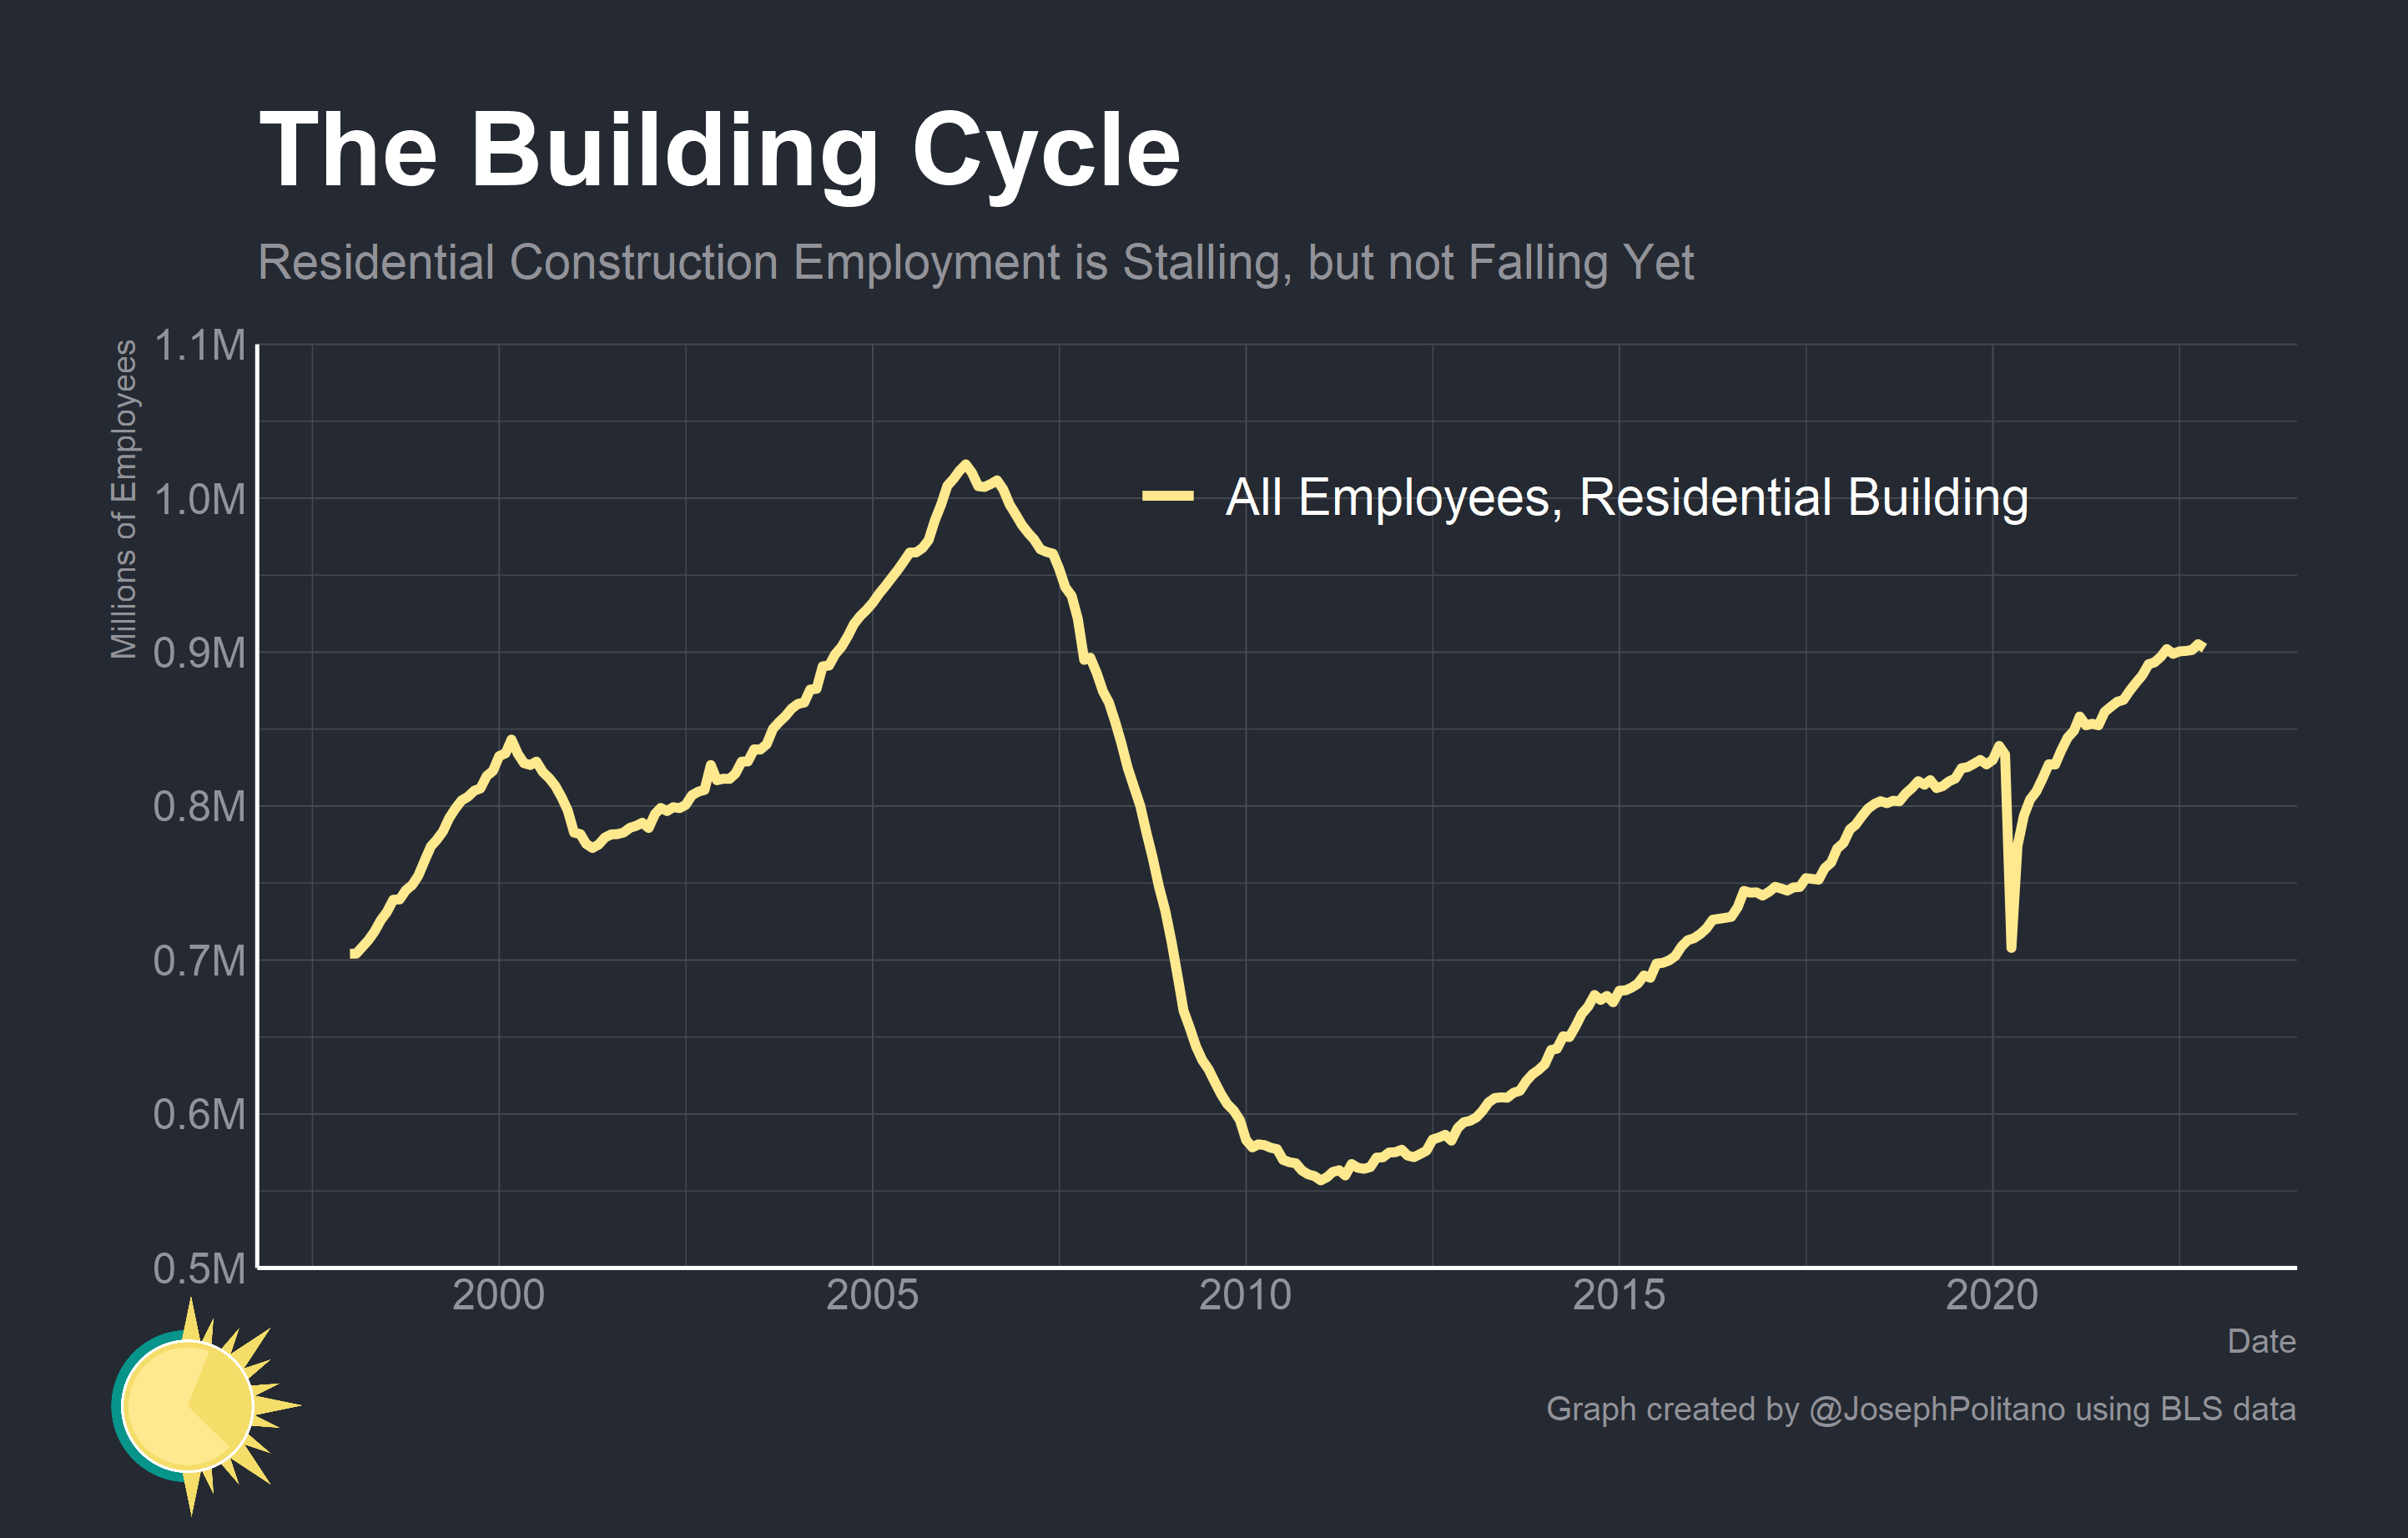 The Building Cycle
Residential Construction Employment is Stalling, but not Falling Yet
Millions of Employees
1.1M
1.0M
0.9M
0.8M
0.7M
0.6M
0.5M
All Employees, Residential Building
2000 2005 2010 2015 2020
Date
Graph created by @JosephPolitano using BLS data